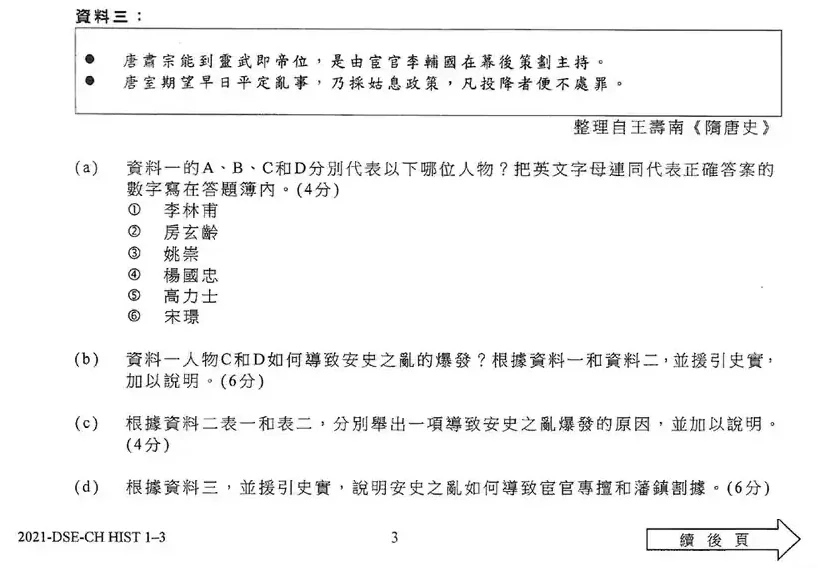 資料三：
● 唐肅宗能到靈武即帝位，是由宦官李輔國在幕後策劃主持。
● 唐室期望早日平定亂事，乃採姑息政策，凡投降者便不處罪。
整理自王壽南《隋唐史》
(a) 資料一的A、B、C和D分別代表以下哪位人物？把英文字母連同代表正確答案的
數字寫在答題簿內。(4分)
① 李林甫
② 房玄齡
③ 姚崇
④ 楊國忠
⑤ 高力士
⑥ 宋璟
(b) 資料一人物C和D如何導致安史之亂的爆發？根據資料一和資料二，並援引史實，
加以說明。(6分)
(c) 根據資料二表一和表二，分別舉出一項導致安史之亂爆發的原因，並加以說明。
(4分)
(d) 根據資料三，並援引史實，說明安史之亂如何導致宦官專擅和藩鎮割據。(6分)
2021-DSE-CH HIST 1–3
3
續後頁